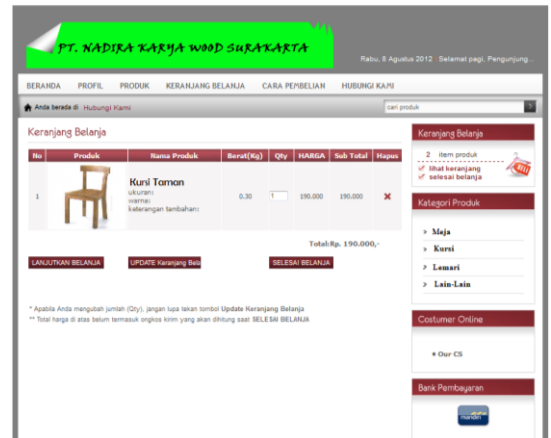 PT. NADIRA KARYA WOOD SURAKARTA
Rabu, 8 Agustus 2012 Selamat pagi, Pengunjung...
BERANDA PROFIL PRODUK KERANJANG BELANJA CARA PEMBELIAN HUBUNGI KAMI
Anda berada di Hubungi Kami
cari produk
Keranjang Belanja
No Produk Nama Produk Berat(Kg) Qty HARGA Sub Total Hapus
1 Kursi Taman 0.30 1 190.000 190.000
ukuran:
warna:
keterangan tambahan:
Total:Rp. 190.000,-
LANJUTKAN BELANJA UPDATE Keranjang Bela SELESAI BELANJA
* Apabila Anda mengubah jumlah (Qty), jangan lupa tekan tombol Update Keranjang Belanja
** Total harga di atas belum termasuk ongkos kirim yang akan dihitung saat SELESAI BELANJA
Keranjang Belanja
2 item produk
lihat keranjang
selesai belanja
BELI
Kategori Produk
> Meja
> Kursi
> Lemari
> Lain-Lain
Costumer Online
# Our CS
Bank Pembayaran
mandiri